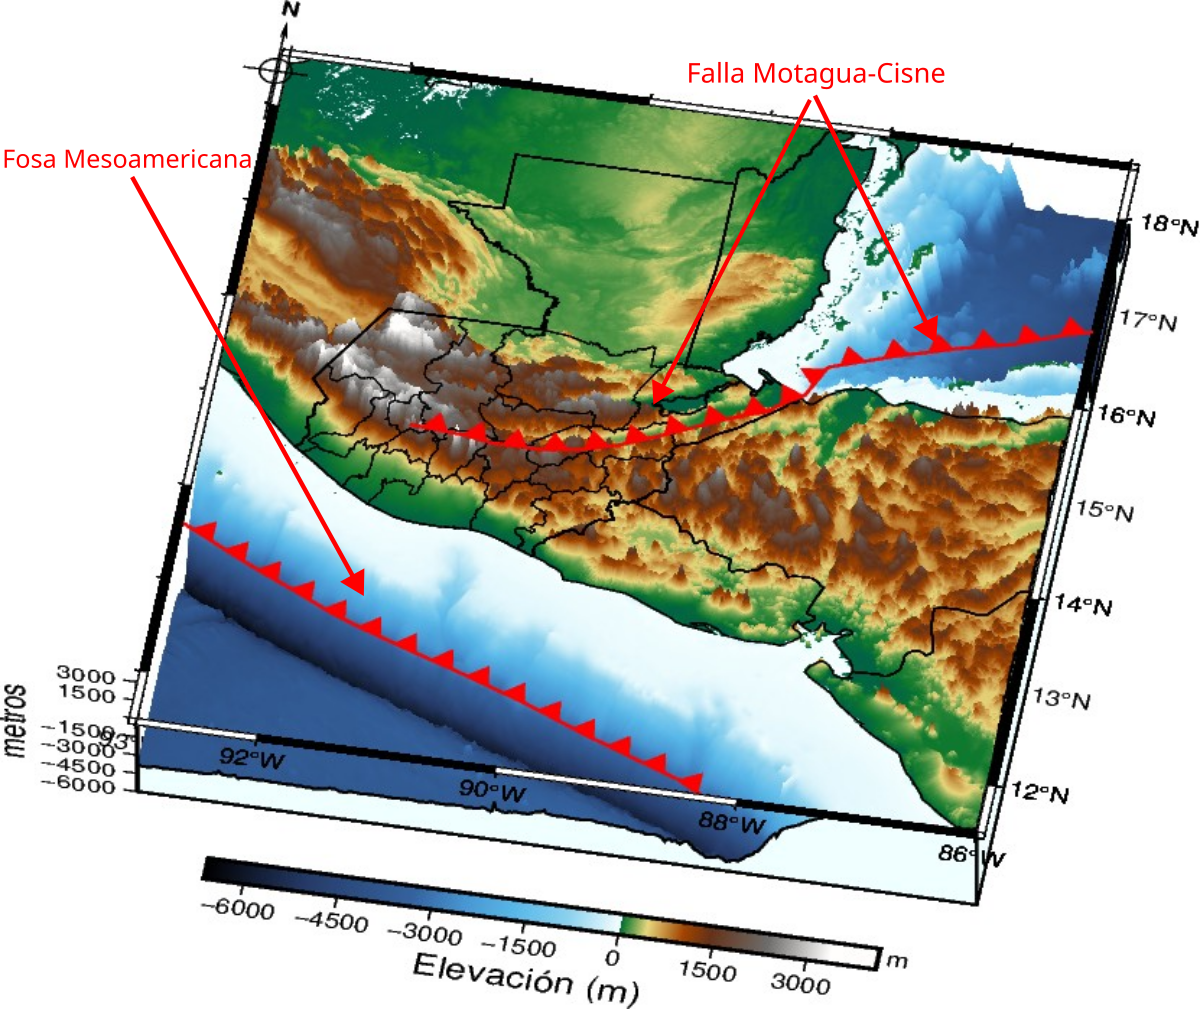 N
Falla Motagua-Cisne
Fosa Mesoamericana
18°N
17°N
16°N
15°N
14°N
13°N
12°N
metros
3000
1500
−1500
−3000
−4500
−6000
93°
92°W
90°W
88°W
86°W
−6000 −4500 −3000 −1500 0 1500 3000 m
Elevación (m)